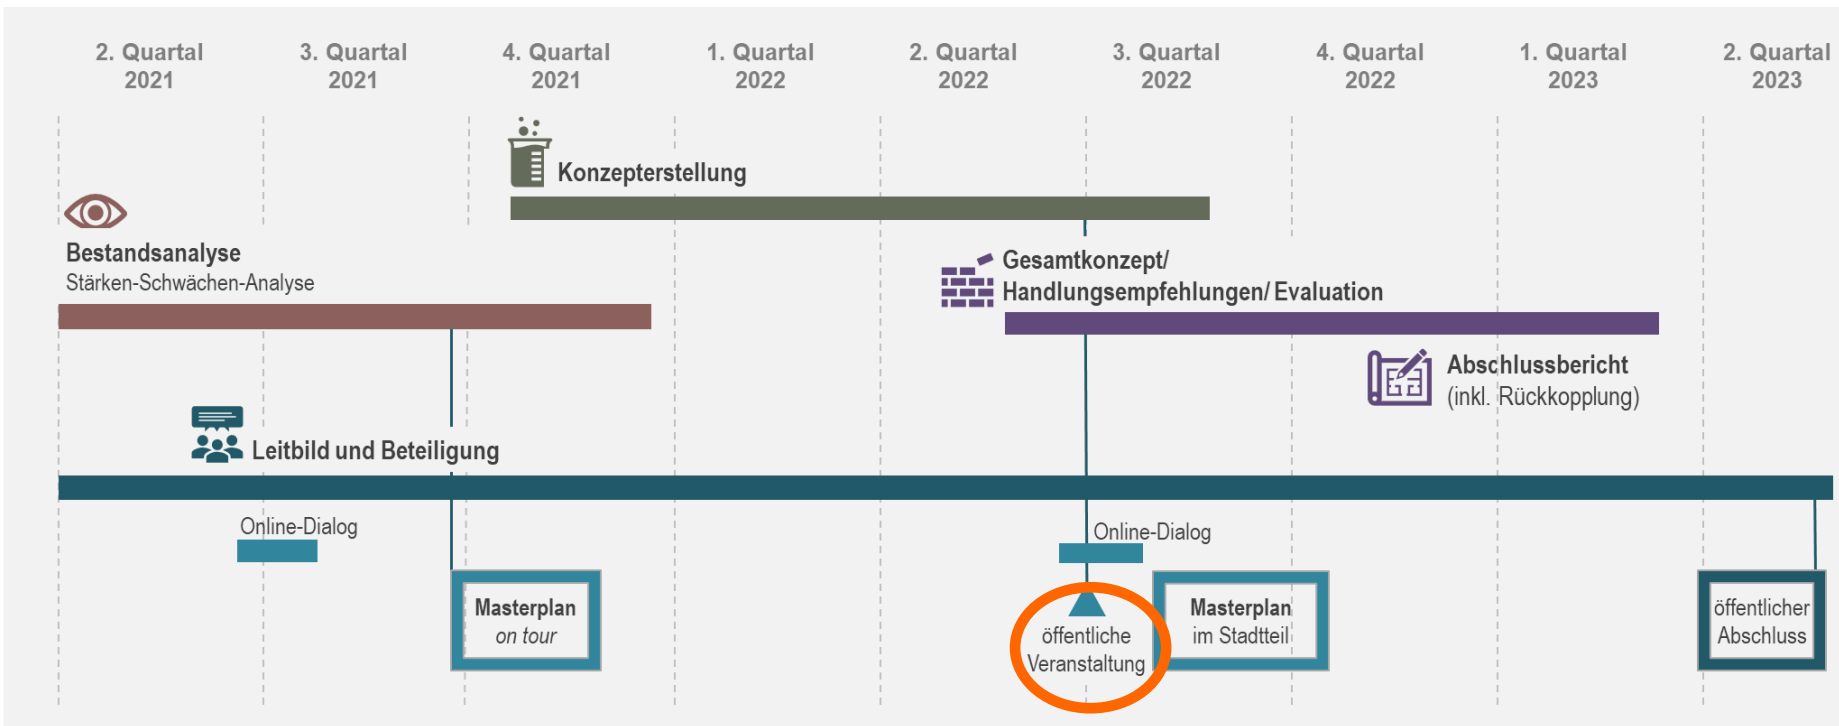 2. Quartal
2021
3. Quartal
2021
4. Quartal
2021
1. Quartal
2022
2. Quartal
2022
3. Quartal
2022
4. Quartal
2022
1. Quartal
2023
2. Quartal
2023
Konzepterstellung
Bestandsanalyse
Stärken-Schwächen-Analyse
Gesamtkonzept/
Handlungsempfehlungen/ Evaluation
Abschlussbericht
(inkl. Rückkopplung)
Leitbild und Beteiligung
Online-Dialog
Online-Dialog
Masterplan
on tour
öffentliche
Veranstaltung
Masterplan
im Stadtteil
öffentlicher
Abschluss